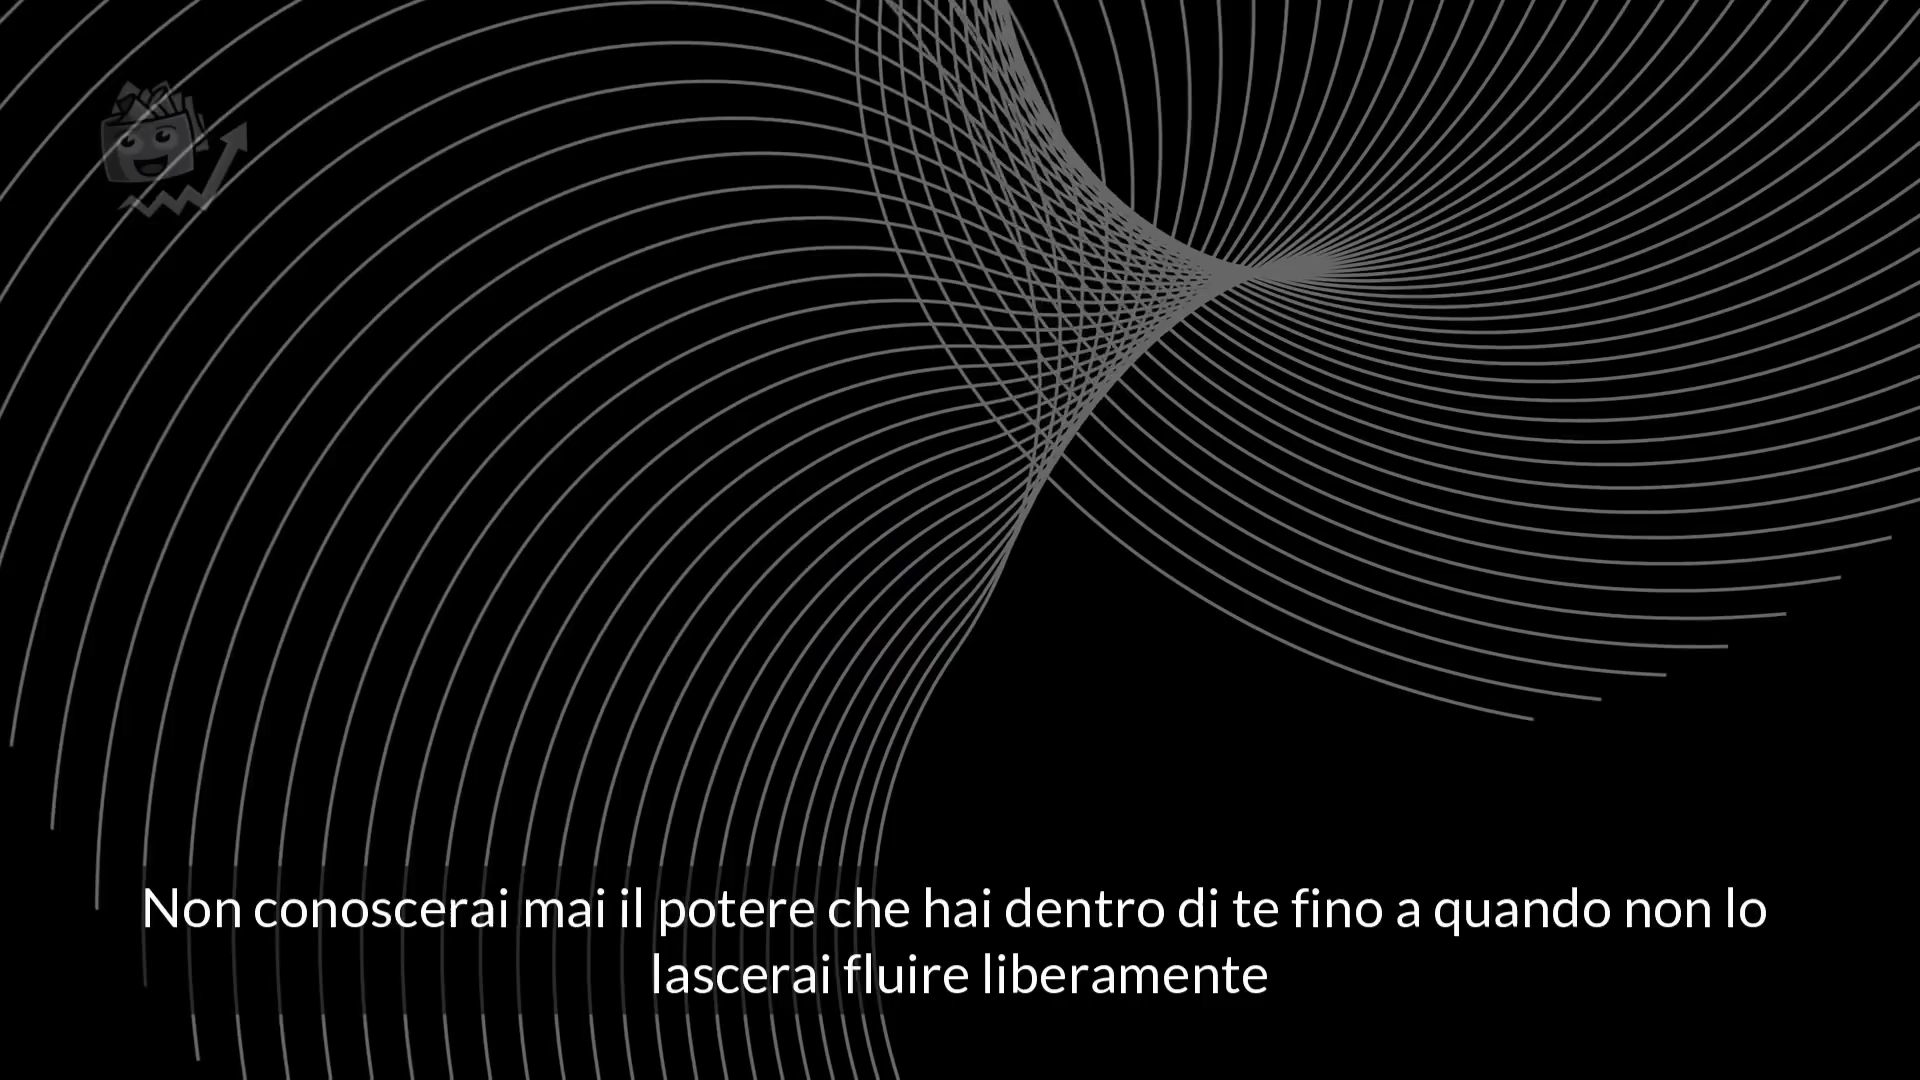 Non conoscerai mai il potere che hai dentro di te fino a quando non lo
lascerai fluire liberamente